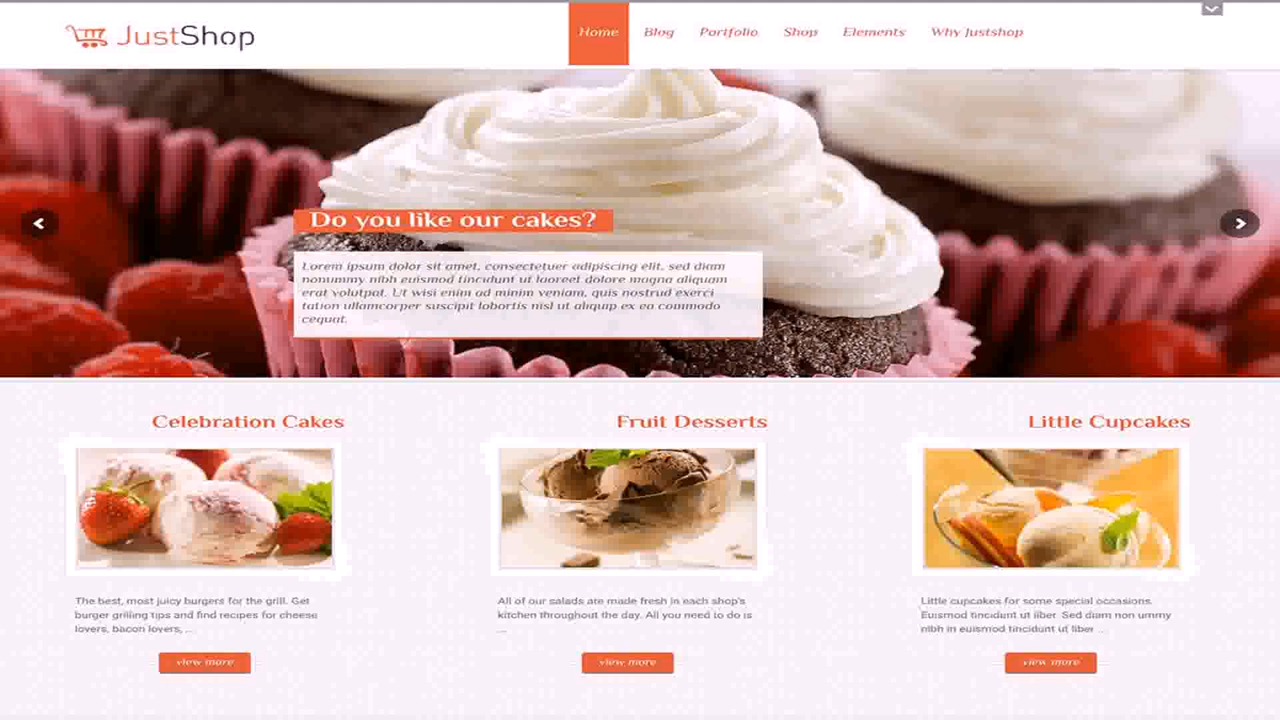 JustShop
Home Blog Portfolio Shop Elements Why Justshop
Do you like our cakes?
Lorem ipsum dolor sit amet, consectetuer adipiscing elit, sed diam
nonummy nibh euismod tincidunt ut laoreet dolore magna aliquam
erat volutpat. Ut wisi enim ad minim veniam, quis nostrud exerci
tation ullamcorper suscipit lobortis nisl ut aliquip ex ea commodo
cequat.
Celebration Cakes
The best, most juicy burgers for the grill. Get
burger grilling tips and find recipes for cheese
lovers, bacon lovers, ...
view more
Fruit Desserts
All of our salads are made fresh in each shop's
kitchen throughout the day. All you need to do is
...
view more
Little Cupcakes
Little cupcakes for some special occasions.
Euismod tincidunt ut liber. Sed diam non ummy
nibh in euismod tincidunt ut liber ...
view more